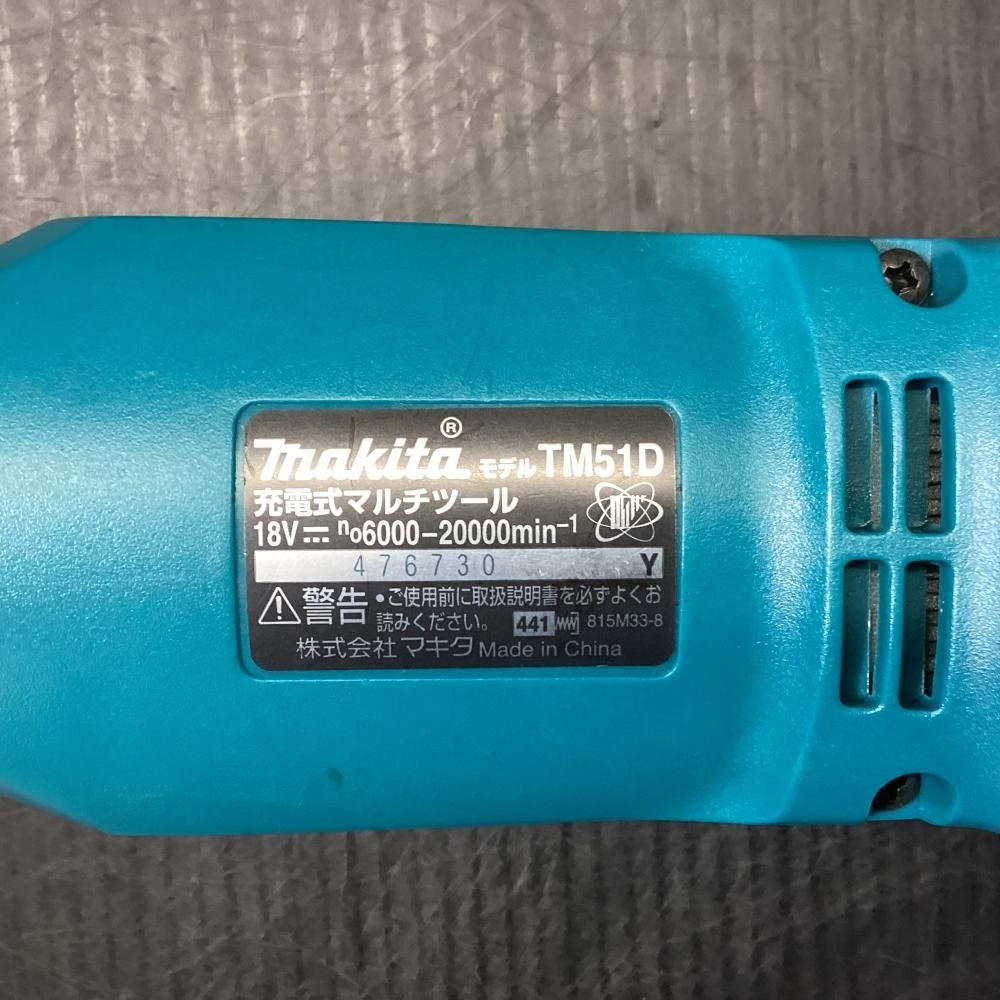 makita® モデル TM51D
充電式マルチツール
18V⎓ n₀6000-20000min⁻¹
476730 Y
⚠警告 •ご使用前に取扱説明書を必ずよくお
読みください。 441 815M33-8
株式会社マキタ Made in China